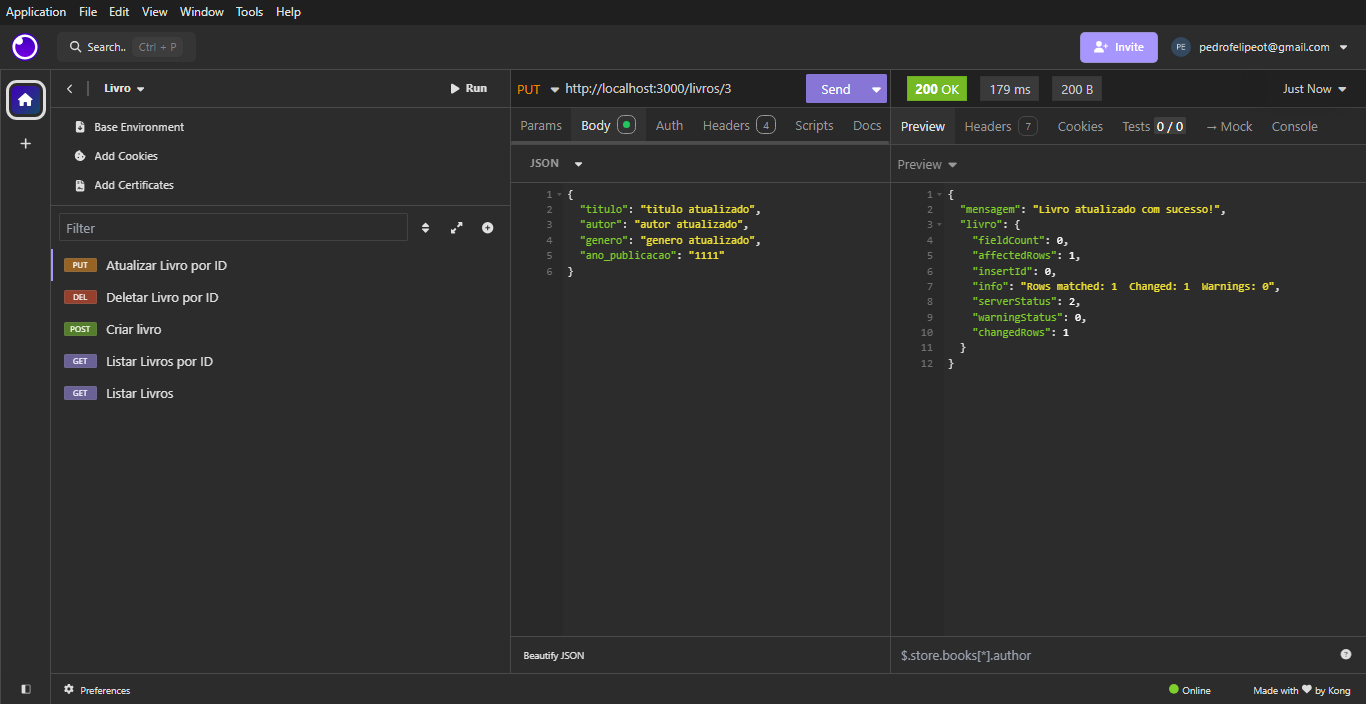 Application File Edit View Window Tools Help
Search.. Ctrl + P
Invite
PE pedrofelipeot@gmail.com
Livro
Run
Base Environment
Add Cookies
Add Certificates
Filter
PUT Atualizar Livro por ID
DEL Deletar Livro por ID
POST Criar livro
GET Listar Livros por ID
GET Listar Livros
Preferences
PUT http://localhost:3000/livros/3 Send
Params Body Auth Headers 4 Scripts Docs
JSON
1 {
2 "titulo": "titulo atualizado",
3 "autor": "autor atualizado",
4 "genero": "genero atualizado",
5 "ano_publicacao": "1111"
6 }
Beautify JSON
200 OK 179 ms 200 B Just Now
Preview Headers 7 Cookies Tests 0 / 0 → Mock Console
Preview
1 {
2 "mensagem": "Livro atualizado com sucesso!",
3 "livro": {
4 "fieldCount": 0,
5 "affectedRows": 1,
6 "insertId": 0,
7 "info": "Rows matched: 1  Changed: 1  Warnings: 0",
8 "serverStatus": 2,
9 "warningStatus": 0,
10 "changedRows": 1
11 }
12 }
$.store.books[*].author
Online
Made with ♥ by Kong